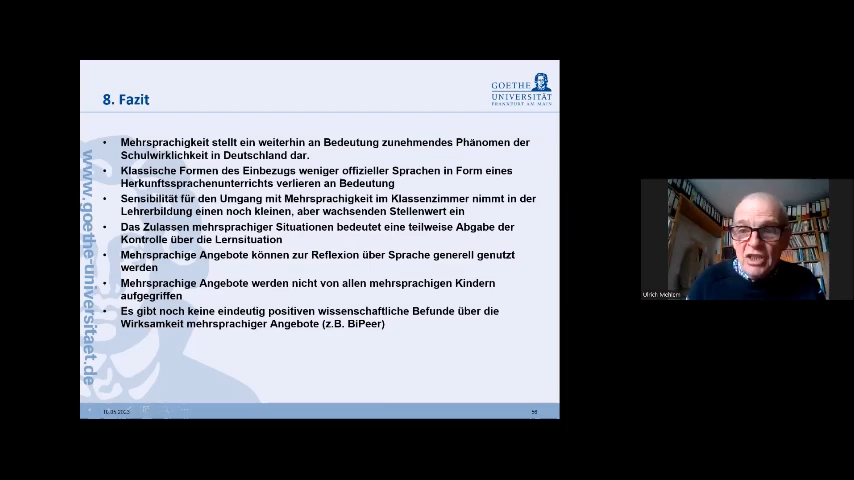 8. Fazit
GOETHE
UNIVERSITÄT
FRANKFURT AM MAIN
• Mehrsprachigkeit stellt ein weiterhin an Bedeutung zunehmendes Phänomen der
Schulwirklichkeit in Deutschland dar.
• Klassische Formen des Einbezugs weniger offizieller Sprachen in Form eines
Herkunftssprachenunterrichts verlieren an Bedeutung
• Sensibilität für den Umgang mit Mehrsprachigkeit im Klassenzimmer nimmt in der
Lehrerbildung einen noch kleinen, aber wachsenden Stellenwert ein
• Das Zulassen mehrsprachiger Situationen bedeutet eine teilweise Abgabe der
Kontrolle über die Lernsituation
• Mehrsprachige Angebote können zur Reflexion über Sprache generell genutzt
werden
• Mehrsprachige Angebote werden nicht von allen mehrsprachigen Kindern
aufgegriffen
• Es gibt noch keine eindeutig positiven wissenschaftliche Befunde über die
Wirksamkeit mehrsprachiger Angebote (z.B. BiPeer)
www.goethe-universitaet.de
Ulrich Mehlem